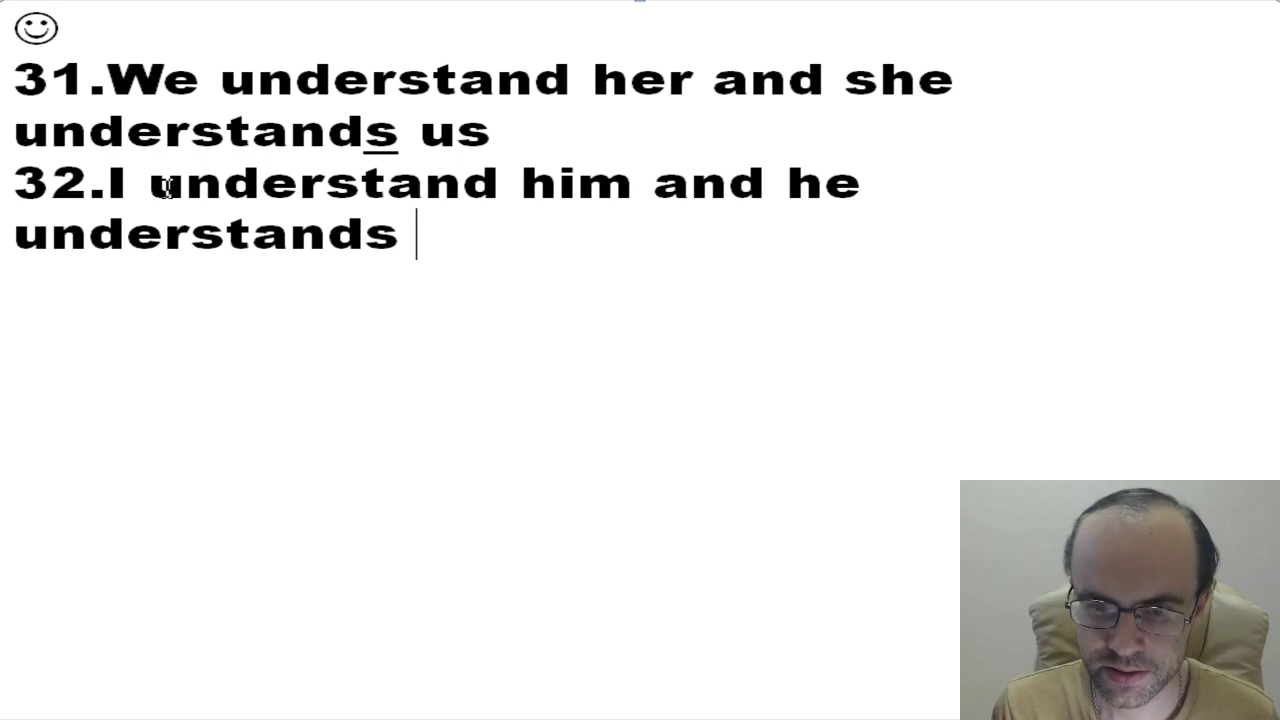 31.We understand her and she
understands us
32.I understand him and he
understands